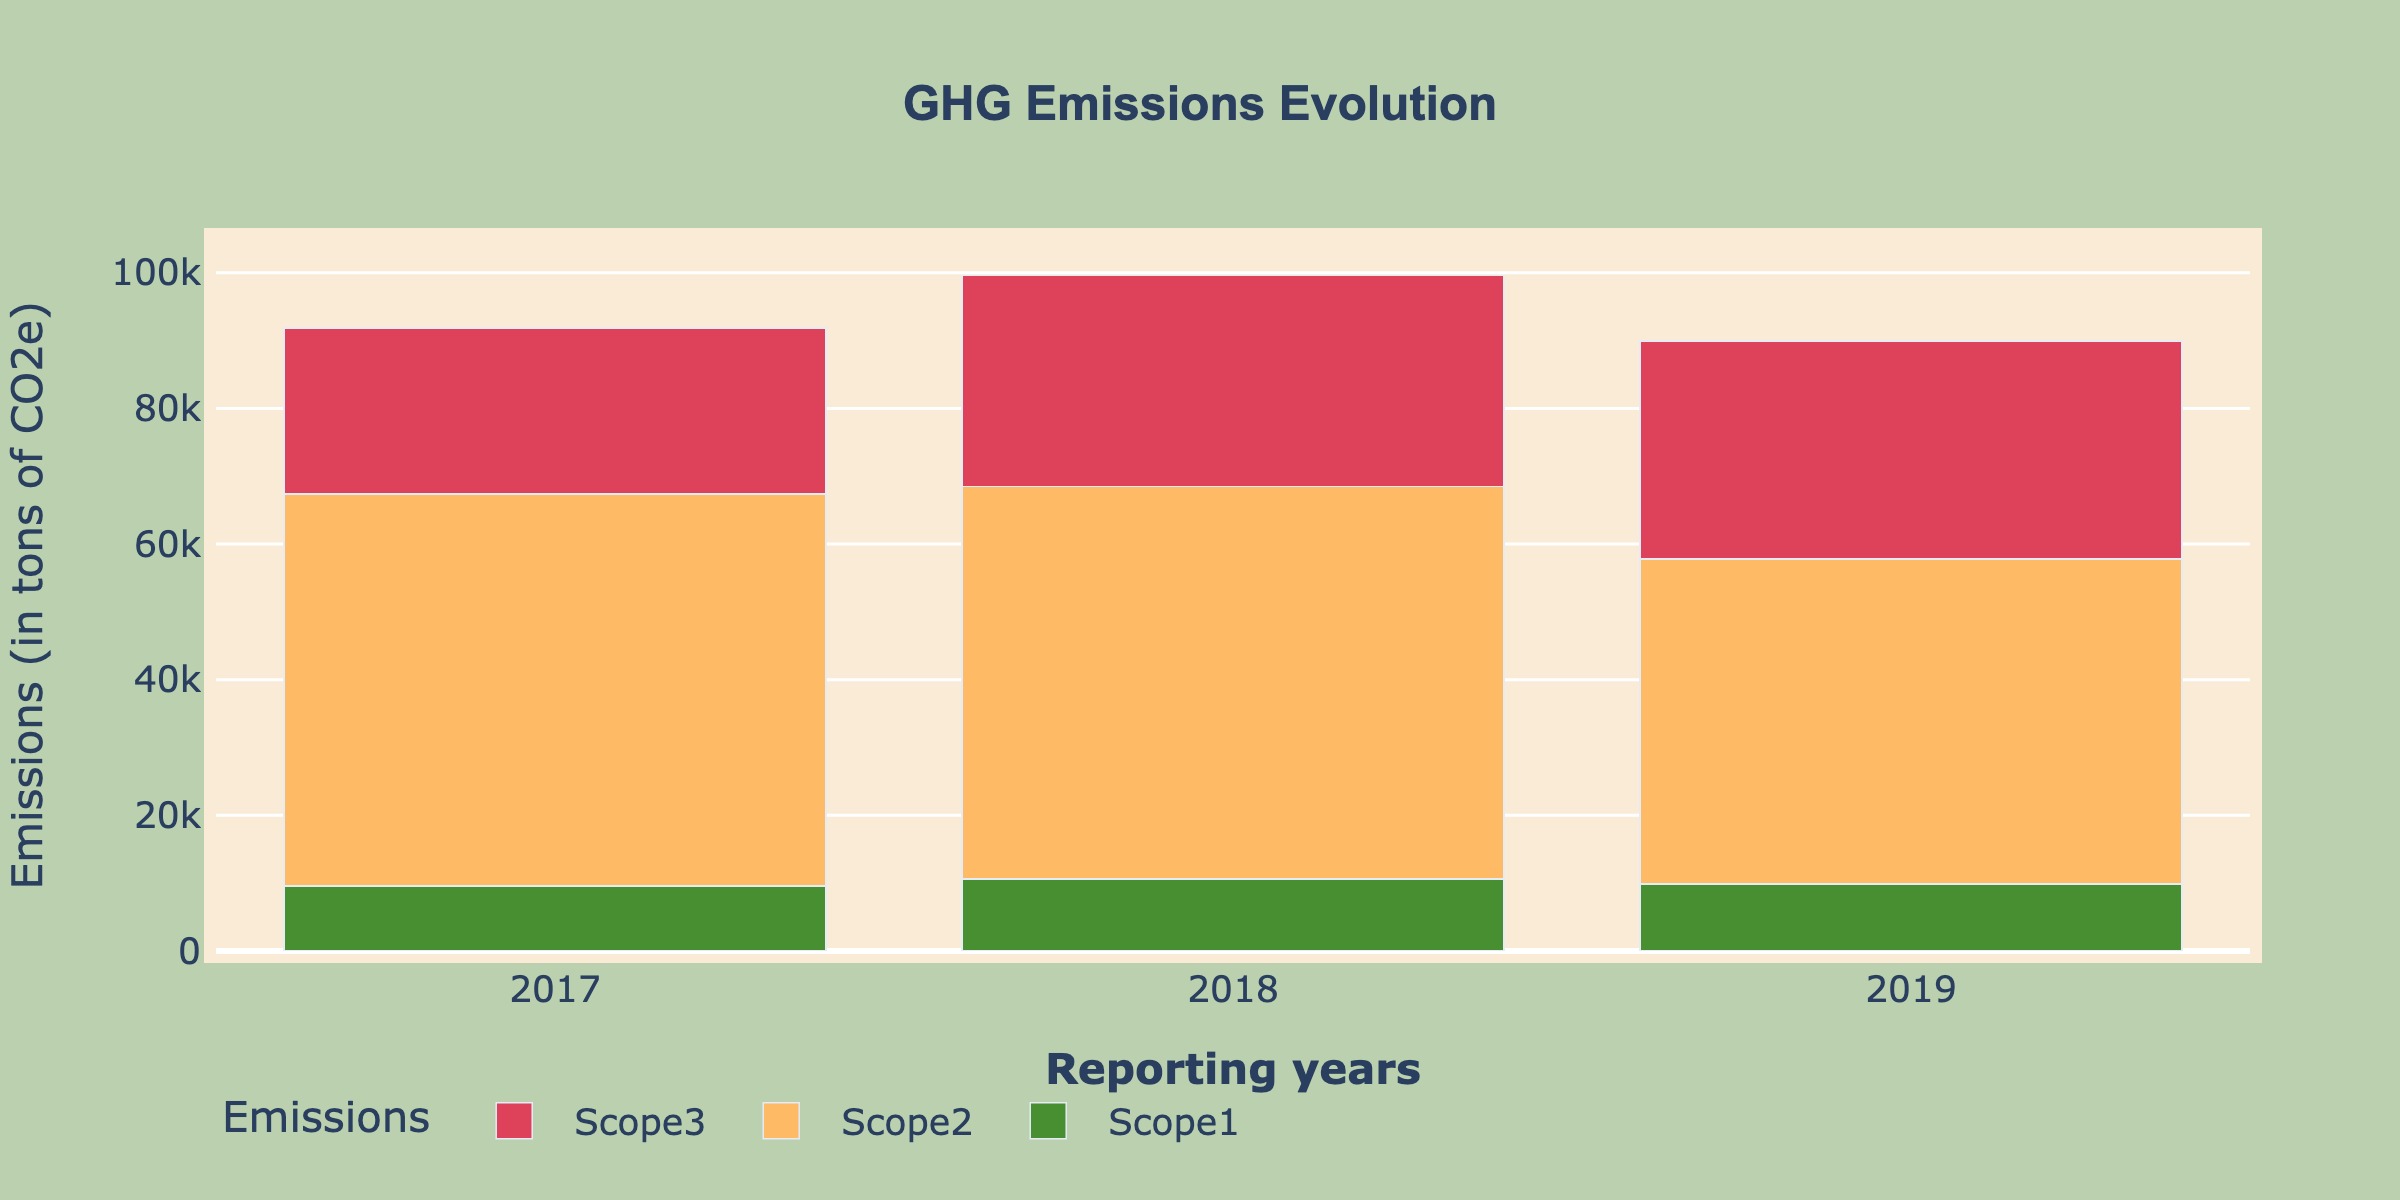 GHG Emissions Evolution
Emissions (in tons of CO2e)
100k
80k
60k
40k
20k
0
2017 2018 2019
Reporting years
Emissions Scope3 Scope2 Scope1